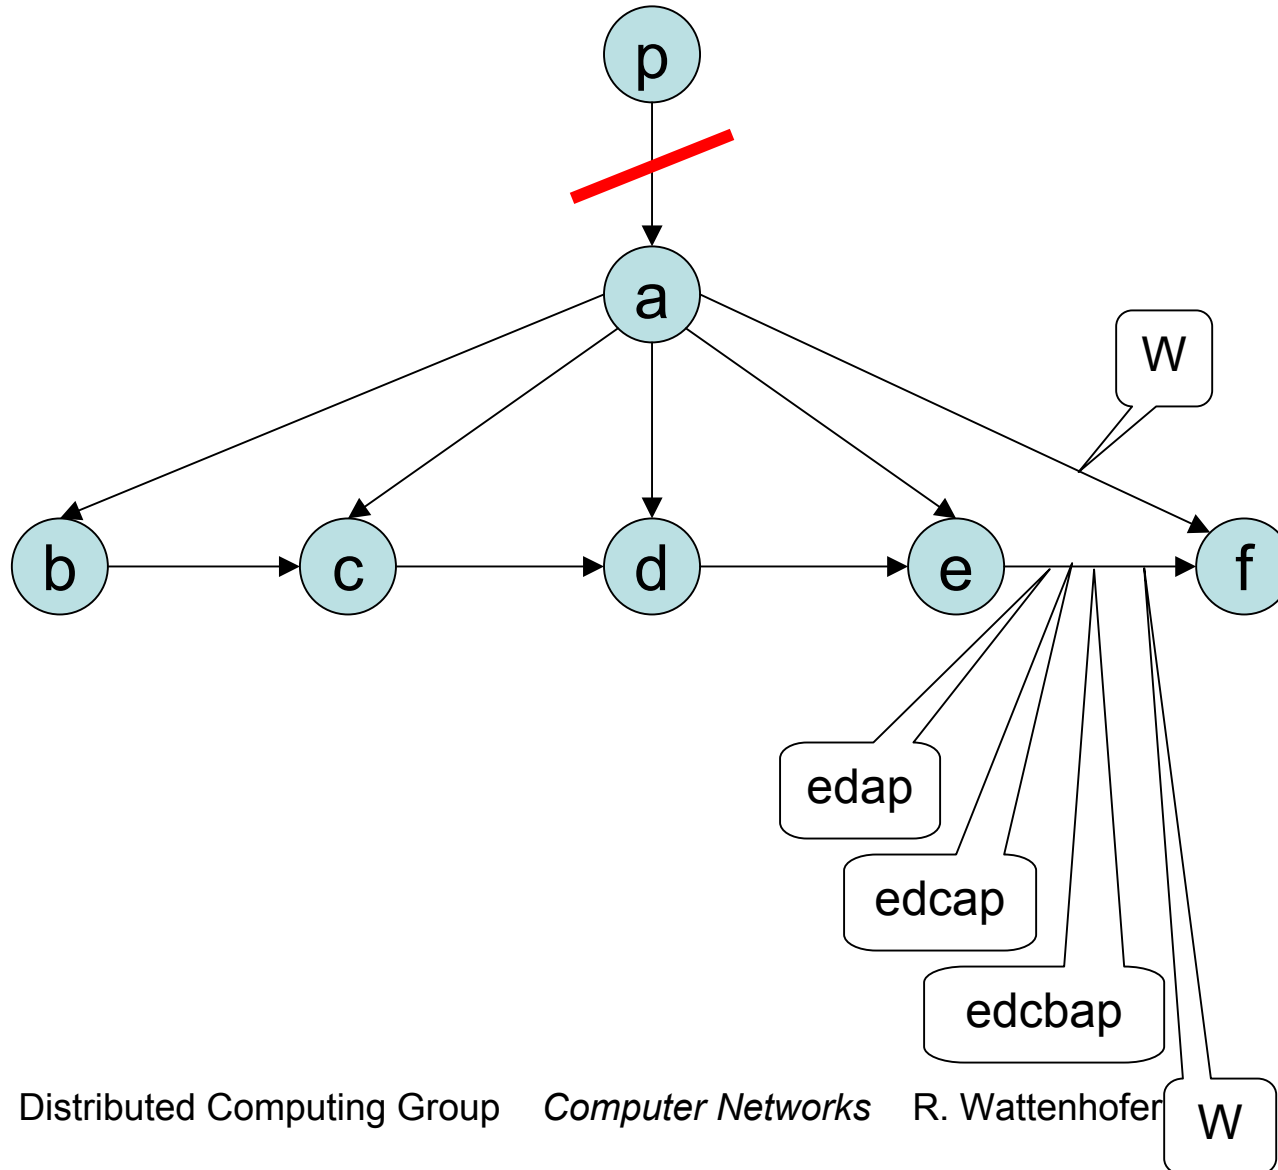 p
a
W
b c d e f
edap
edcap
edcbap
Distributed Computing Group Computer Networks R. Wattenhofer
W